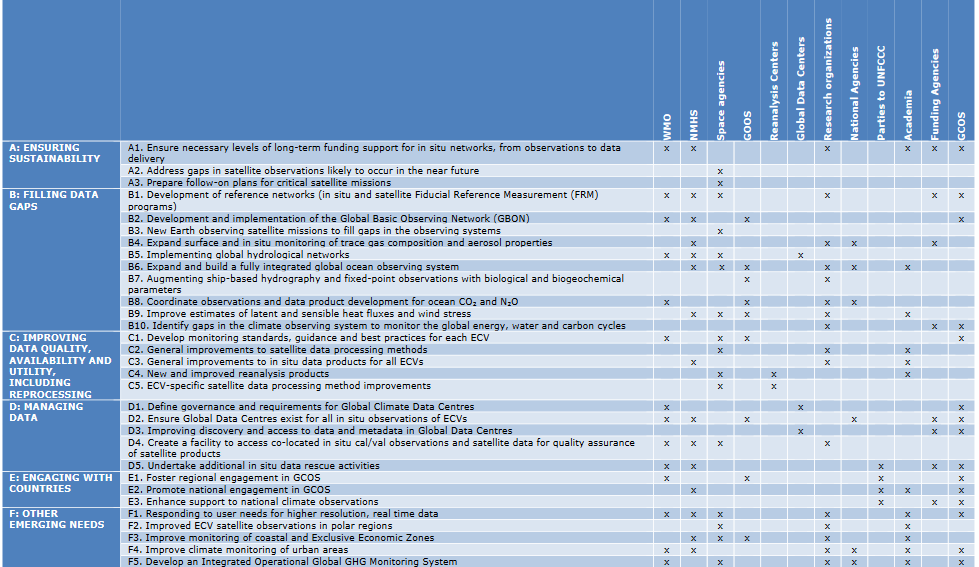 WMO
NMHS
Space agencies
GOOS
Reanalysis Centers
Global Data Centers
Research organizations
National Agencies
Parties to UNFCCC
Academia
Funding Agencies
GCOS
A: ENSURING
SUSTAINABILITY
A1. Ensure necessary levels of long-term funding support for in situ networks, from observations to data x x x x x x
delivery
A2. Address gaps in satellite observations likely to occur in the near future x
A3. Prepare follow-on plans for critical satellite missions x
B: FILLING DATA
GAPS
B1. Development of reference networks (in situ and satellite Fiducial Reference Measurement (FRM) x x x x x x
programs)
B2. Development and implementation of the Global Basic Observing Network (GBON) x x x x
B3. New Earth observing satellite missions to fill gaps in the observing systems x
B4. Expand surface and in situ monitoring of trace gas composition and aerosol properties x x x x
B5. Implementing global hydrological networks x x x x
B6. Expand and build a fully integrated global ocean observing system x x x x x x
B7. Augmenting ship-based hydrography and fixed-point observations with biological and biogeochemical x x
parameters
B8. Coordinate observations and data product development for ocean CO₂ and N₂O x x x x
B9. Improve estimates of latent and sensible heat fluxes and wind stress x x x x x
B10. Identify gaps in the climate observing system to monitor the global energy, water and carbon cycles x x x
C: IMPROVING
DATA QUALITY,
AVAILABILITY AND
UTILITY,
INCLUDING
REPROCESSING
C1. Develop monitoring standards, guidance and best practices for each ECV x x x x
C2. General improvements to satellite data processing methods x x x
C3. General improvements to in situ data products for all ECVs x x x
C4. New and improved reanalysis products x x x
C5. ECV-specific satellite data processing method improvements x x
D: MANAGING
DATA
D1. Define governance and requirements for Global Climate Data Centres x x x
D2. Ensure Global Data Centres exist for all in situ observations of ECVs x x x x x x
D3. Improving discovery and access to data and metadata in Global Data Centres x x x
D4. Create a facility to access co-located in situ cal/val observations and satellite data for quality assurance x x x x
of satellite products
D5. Undertake additional in situ data rescue activities x x x x x
E: ENGAGING WITH
COUNTRIES
E1. Foster regional engagement in GCOS x x x x
E2. Promote national engagement in GCOS x x x x
E3. Enhance support to national climate observations x x x
F: OTHER
EMERGING NEEDS
F1. Responding to user needs for higher resolution, real time data x x x x x x
F2. Improved ECV satellite observations in polar regions x x x
F3. Improve monitoring of coastal and Exclusive Economic Zones x x x x x
F4. Improve climate monitoring of urban areas x x x x x x
F5. Develop an Integrated Operational Global GHG Monitoring System x x x x x x